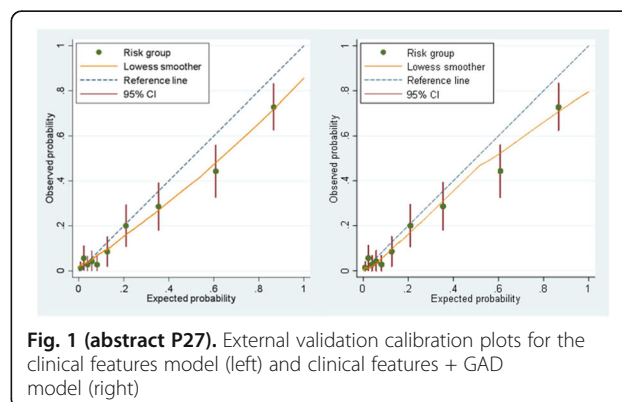 Risk group
Lowess smoother
Reference line
95% CI
Observed probability
1
.8
.6
.4
.2
0
0 .2 .4 .6 .8 1
Expected probability
Risk group
Lowess smoother
Reference line
95% CI
Observed probability
1
.8
.6
.4
.2
0
0 .2 .4 .6 .8 1
Expected probability
Fig. 1 (abstract P27). External validation calibration plots for the
clinical features model (left) and clinical features + GAD
model (right)